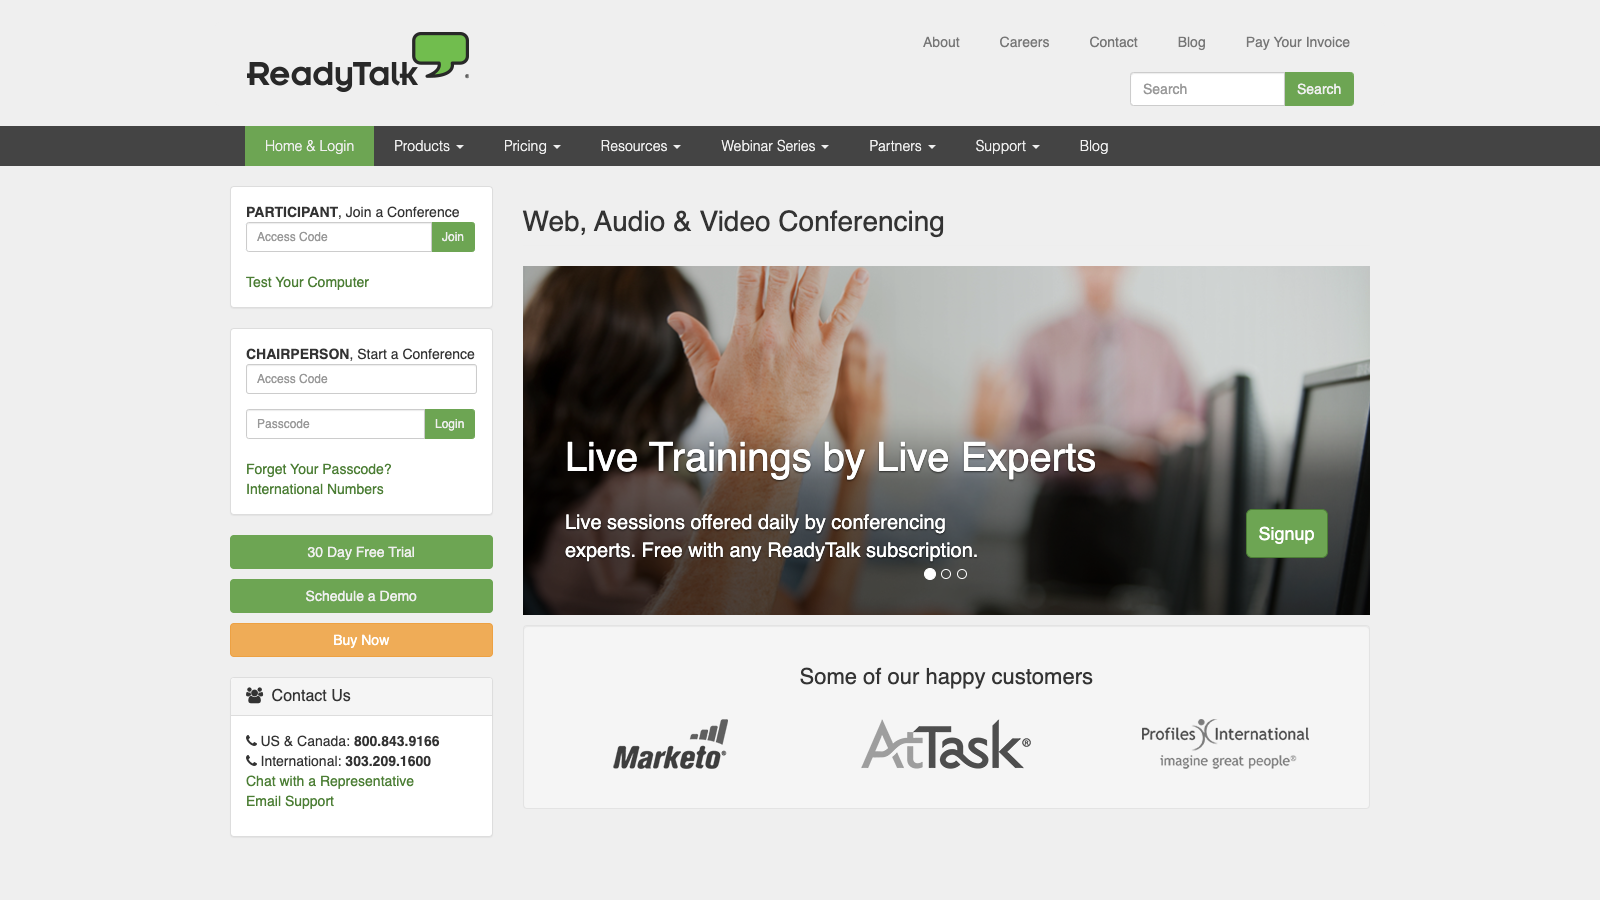 ReadyTalk
About
Careers
Contact
Blog
Pay Your Invoice
Search
Search
Home & Login
Products
Pricing
Resources
Webinar Series
Partners
Support
Blog
PARTICIPANT, Join a Conference
Access Code
Join
Test Your Computer
CHAIRPERSON, Start a Conference
Access Code
Passcode
Login
Forget Your Passcode?
International Numbers
30 Day Free Trial
Schedule a Demo
Buy Now
Contact Us
US & Canada: 800.843.9166
International: 303.209.1600
Chat with a Representative
Email Support
Web, Audio & Video Conferencing
Live Trainings by Live Experts
Live sessions offered daily by conferencing
experts. Free with any ReadyTalk subscription.
Signup
Some of our happy customers
Marketo
AtTask®
Profiles International
imagine great people®